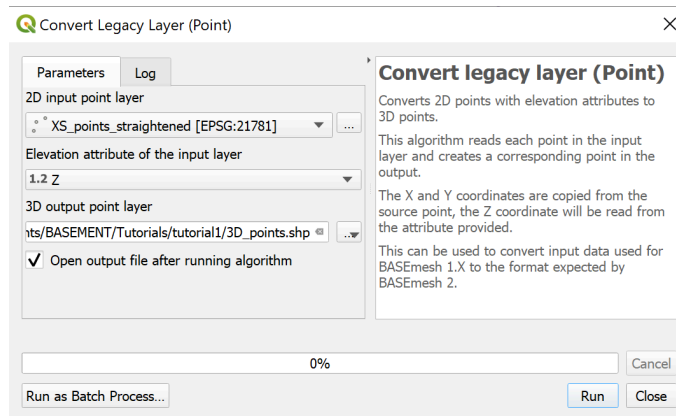 Convert Legacy Layer (Point)
Parameters
Log
2D input point layer
XS_points_straightened [EPSG:21781]
...
Elevation attribute of the input layer
1.2 Z
3D output point layer
nts/BASEMENT/Tutorials/tutorial1/3D_points.shp
...
Open output file after running algorithm
Convert legacy layer (Point)
Converts 2D points with elevation attributes to
3D points.
This algorithm reads each point in the input
layer and creates a corresponding point in the
output.
The X and Y coordinates are copied from the
source point, the Z coordinate will be read from
the attribute provided.
This can be used to convert input data used for
BASEmesh 1.X to the format expected by
BASEmesh 2.
0%
Cancel
Run as Batch Process...
Run
Close